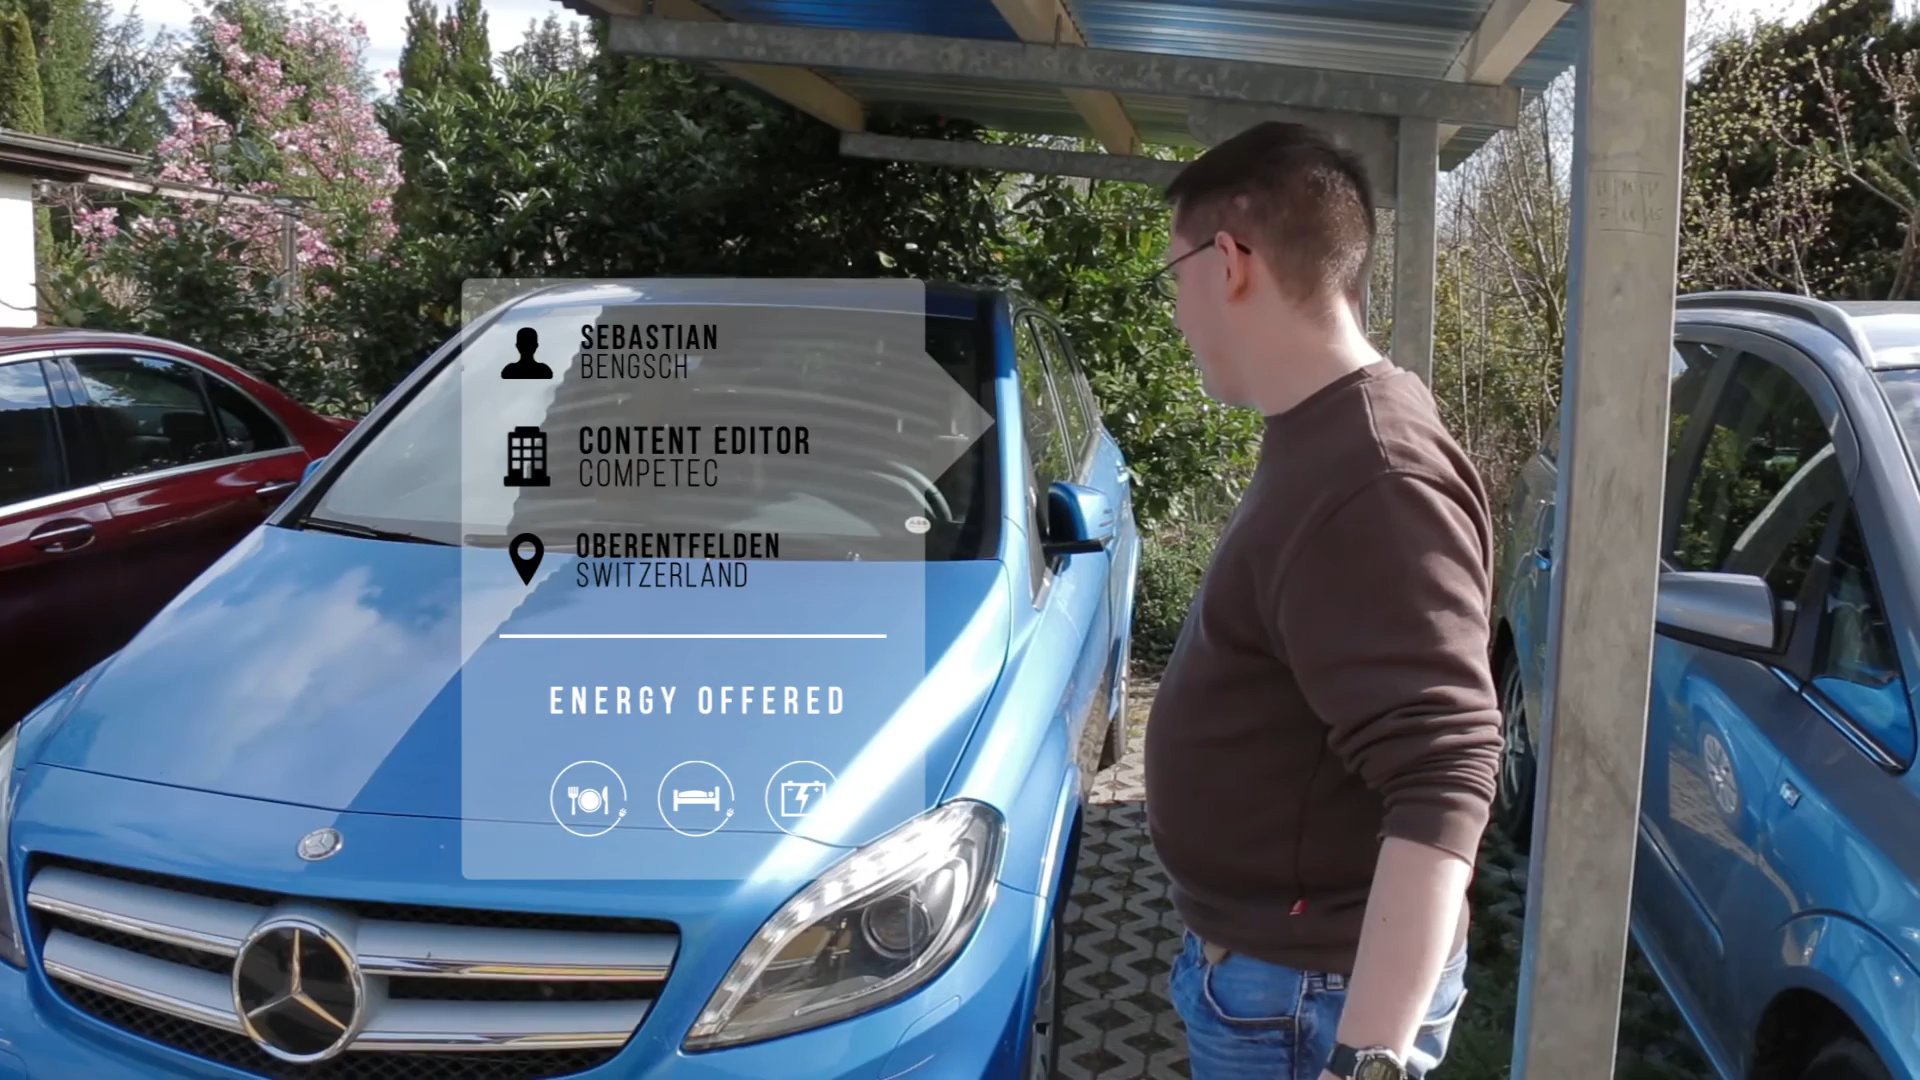 SEBASTIAN
BENGSCH
CONTENT EDITOR
COMPETEC
OBERENTFELDEN
SWITZERLAND
ENERGY OFFERED